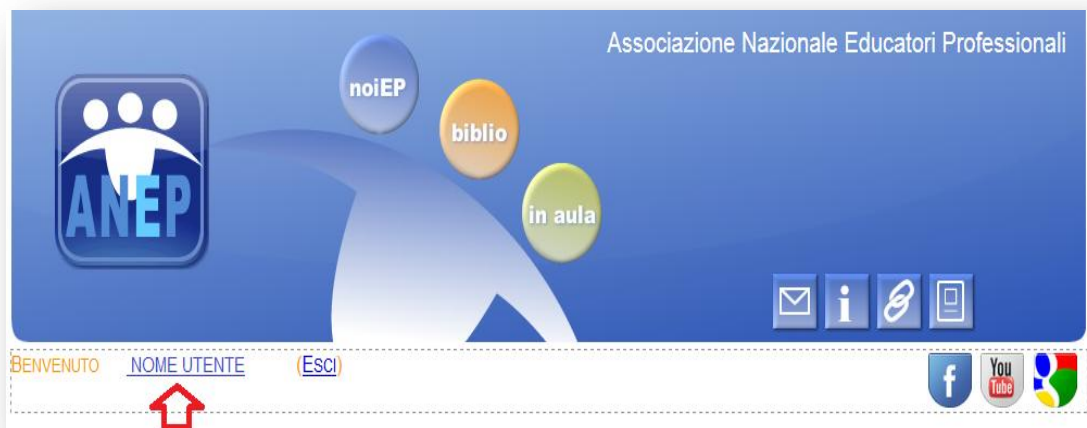 Associazione Nazionale Educatori Professionali
noiEP
biblio
in aula
ANEP
i
BENVENUTO NOME UTENTE (ESCI)
f
You
Tube